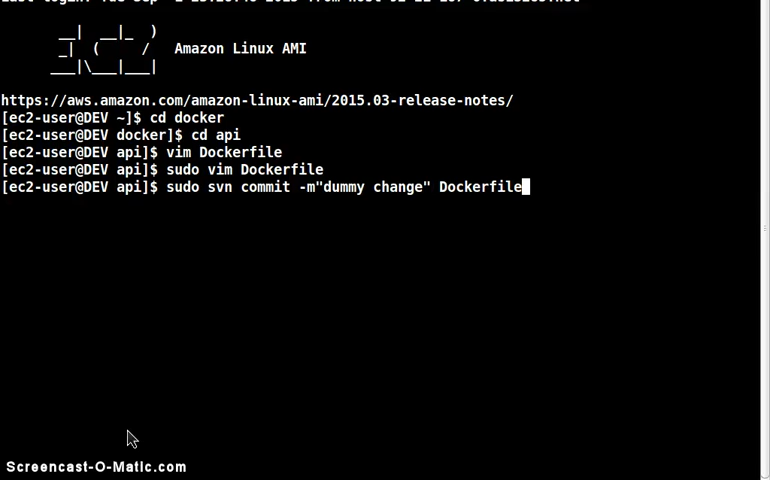 __|  __|_  )
_|  (     /   Amazon Linux AMI
___|\___|___|
https://aws.amazon.com/amazon-linux-ami/2015.03-release-notes/
[ec2-user@DEV ~]$ cd docker
[ec2-user@DEV docker]$ cd api
[ec2-user@DEV api]$ vim Dockerfile
[ec2-user@DEV api]$ sudo vim Dockerfile
[ec2-user@DEV api]$ sudo svn commit -m"dummy change" Dockerfile
Screencast-O-Matic.com